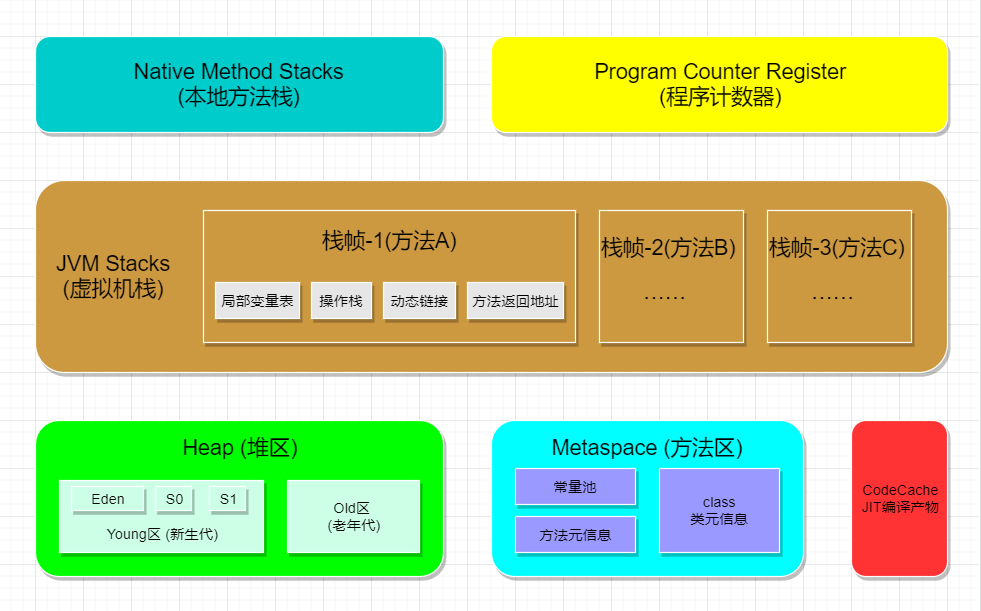 Native Method Stacks
(本地方法栈)
Program Counter Register
(程序计数器)
JVM Stacks
(虚拟机栈)
栈帧-1(方法A)
局部变量表
操作栈
动态链接
方法返回地址
栈帧-2(方法B)
……
栈帧-3(方法C)
……
Heap (堆区)
Eden
S0
S1
Young区 (新生代)
Old区
(老年代)
Metaspace (方法区)
常量池
方法元信息
class
类元信息
CodeCache
JIT编译产物